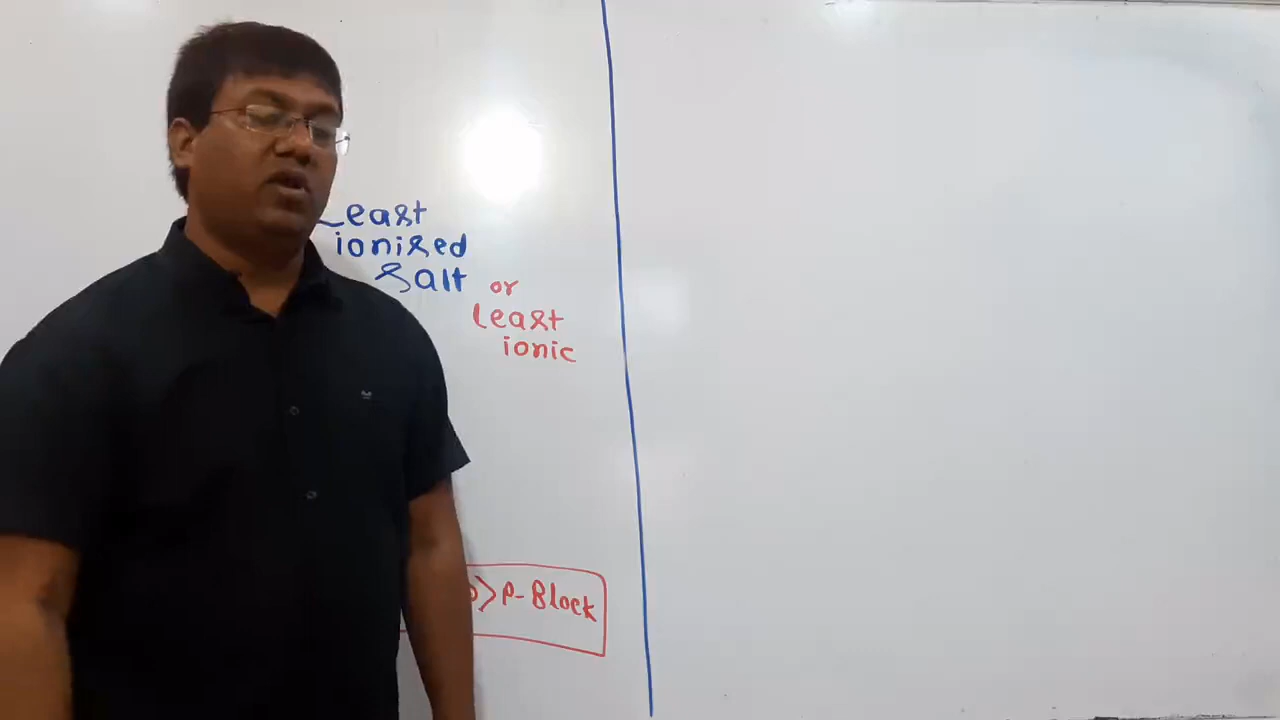 Least
ionised
salt or
least
ionic
>P-Block